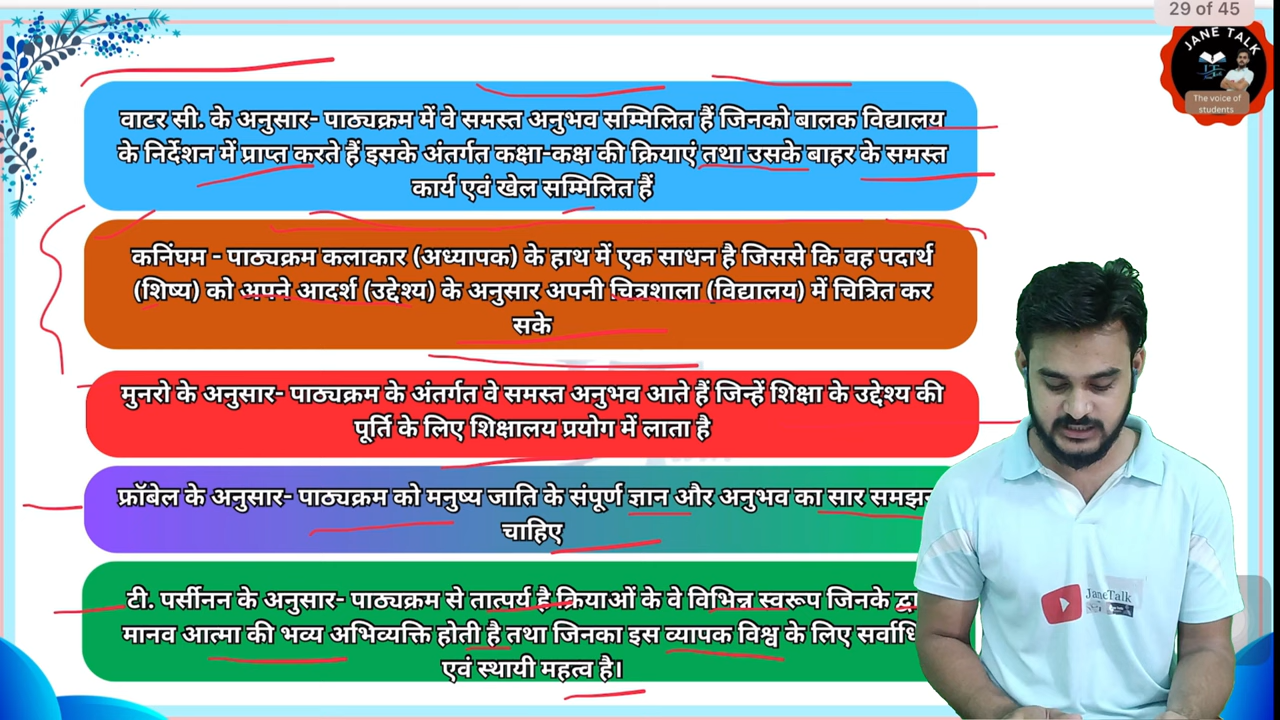 29 of 45
JANE TALK
The voice of
students
वाटर सी. के अनुसार- पाठ्यक्रम में वे समस्त अनुभव सम्मिलित हैं जिनको बालक विद्यालय
के निर्देशन में प्राप्त करते हैं इसके अंतर्गत कक्षा-कक्ष की क्रियाएं तथा उसके बाहर के समस्त
कार्य एवं खेल सम्मिलित हैं
कनिंघम - पाठ्यक्रम कलाकार (अध्यापक) के हाथ में एक साधन है जिससे कि वह पदार्थ
(शिष्य) को अपने आदर्श (उद्देश्य) के अनुसार अपनी चित्रशाला (विद्यालय) में चित्रित कर
सके
मुनरो के अनुसार- पाठ्यक्रम के अंतर्गत वे समस्त अनुभव आते हैं जिन्हें शिक्षा के उद्देश्य की
पूर्ति के लिए शिक्षालय प्रयोग में लाता है
फ्रॉबेल के अनुसार- पाठ्यक्रम को मनुष्य जाति के संपूर्ण ज्ञान और अनुभव का सार
चाहिए
टी. पर्सीनन के अनुसार- पाठ्यक्रम से तात्पर्य है कियाओं के वे विभिन्न स्वरूप जिनके
मानव आत्मा की भव्य अभिव्यक्ति होती है तथा जिनका इस व्यापक विश्व के लिए
एवं स्थायी महत्व है।
JaneTalk